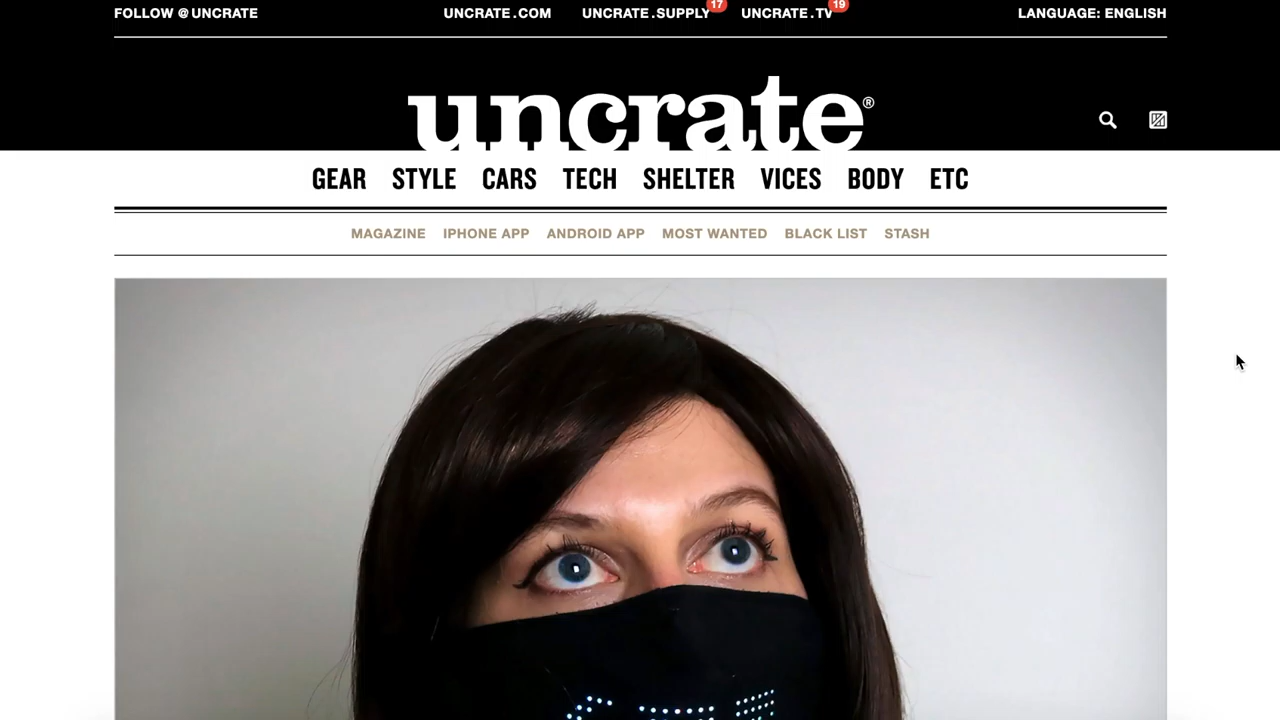 FOLLOW @UNCRATE
UNCRATE.COM
UNCRATE.SUPPLY 17
UNCRATE.TV 19
LANGUAGE: ENGLISH
uncrate®
GEAR STYLE CARS TECH SHELTER VICES BODY ETC
MAGAZINE IPHONE APP ANDROID APP MOST WANTED BLACK LIST STASH